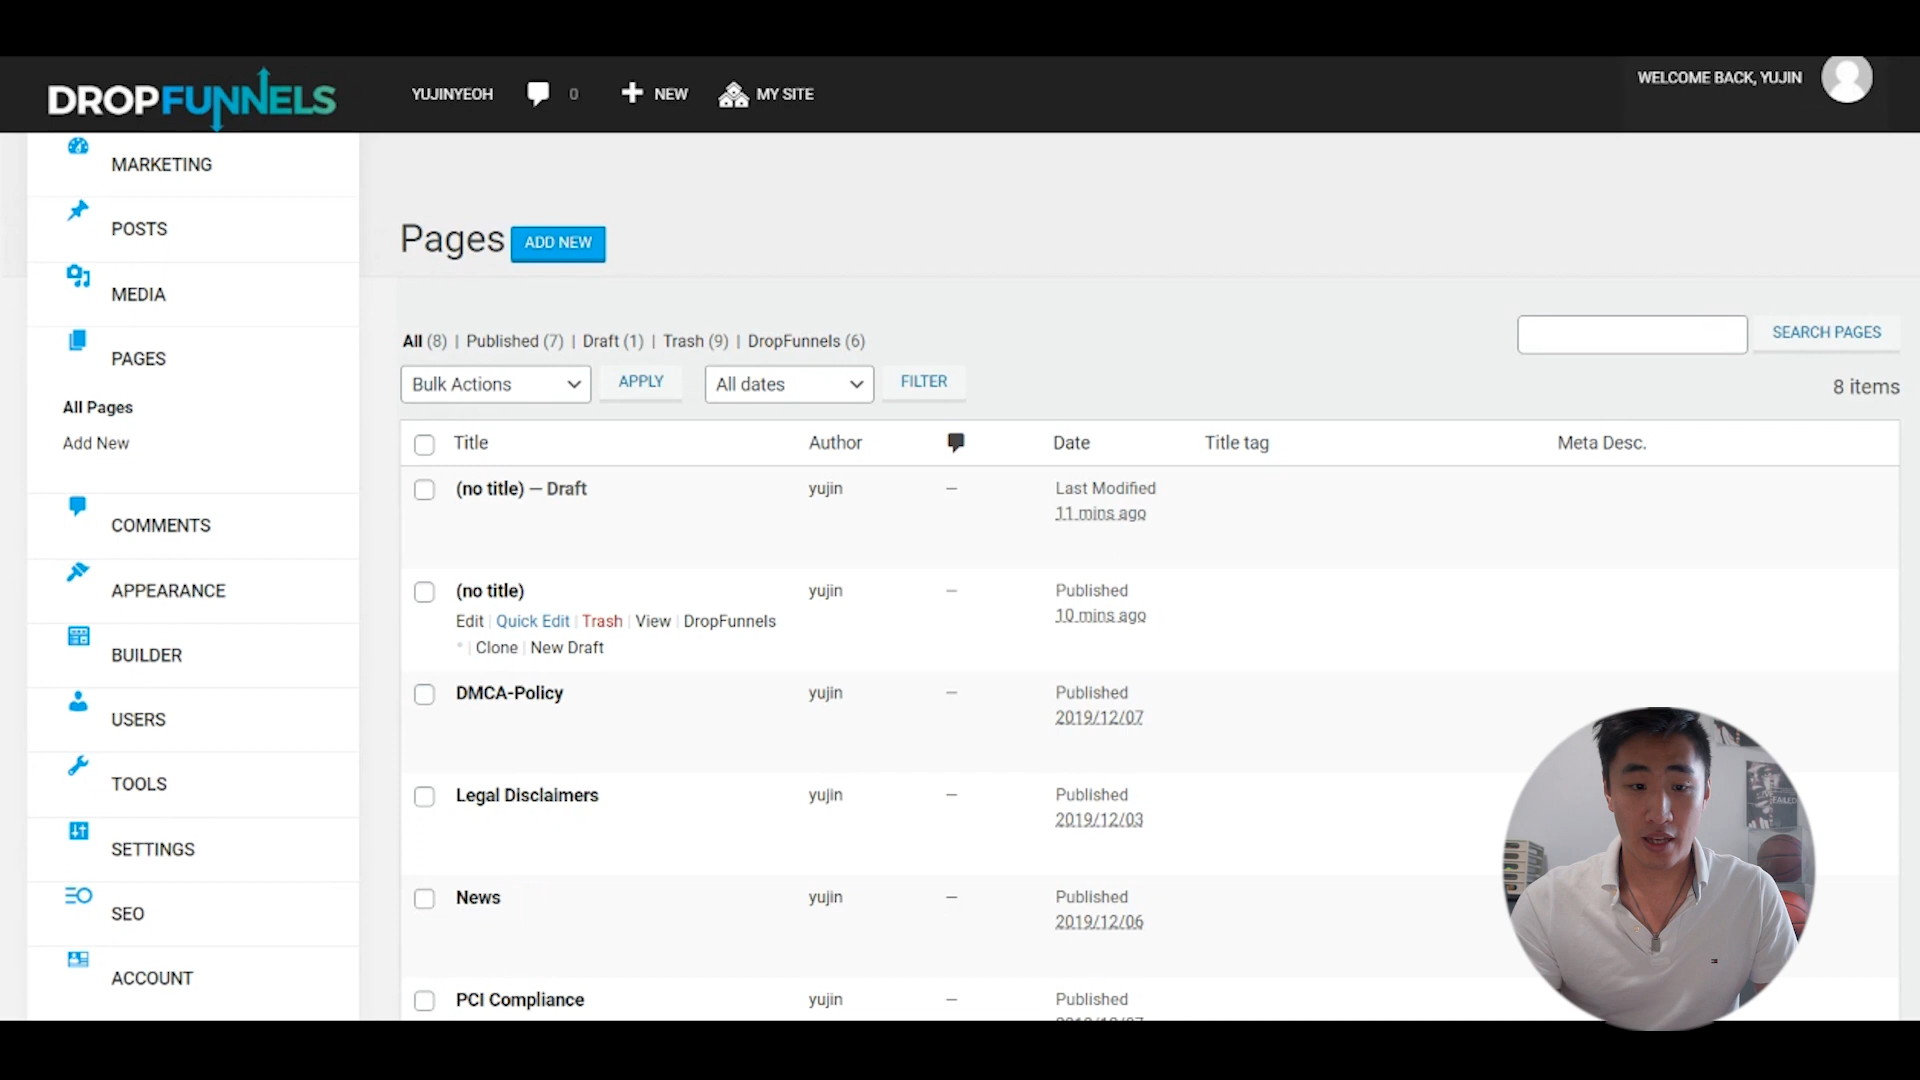 DROPFUNNELS
YUJINYEOH
0
NEW
MY SITE
WELCOME BACK, YUJIN
MARKETING
POSTS
MEDIA
PAGES
All Pages
Add New
COMMENTS
APPEARANCE
BUILDER
USERS
TOOLS
SETTINGS
SEO
ACCOUNT
Pages ADD NEW
All (8) | Published (7) | Draft (1) | Trash (9) | DropFunnels (6)
SEARCH PAGES
Bulk Actions APPLY All dates FILTER
8 items
Title Author Date Title tag Meta Desc.
(no title) — Draft yujin — Last Modified
11 mins ago
(no title) yujin — Published
10 mins ago
Edit | Quick Edit | Trash | View | DropFunnels
* | Clone | New Draft
DMCA-Policy yujin — Published
2019/12/07
Legal Disclaimers yujin — Published
2019/12/03
News yujin — Published
2019/12/06
PCI Compliance yujin — Published
FAILED